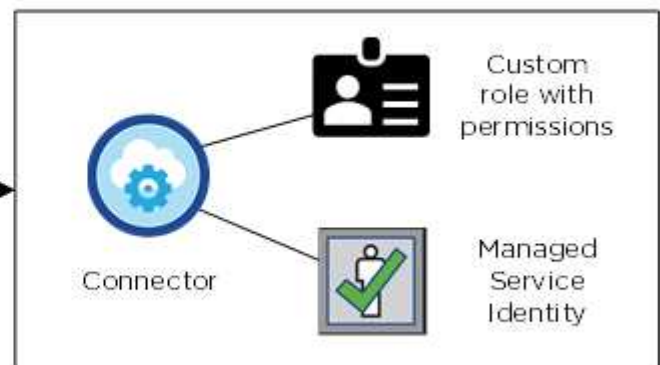 Custom
role with
permissions
Connector
Managed
Service
Identity